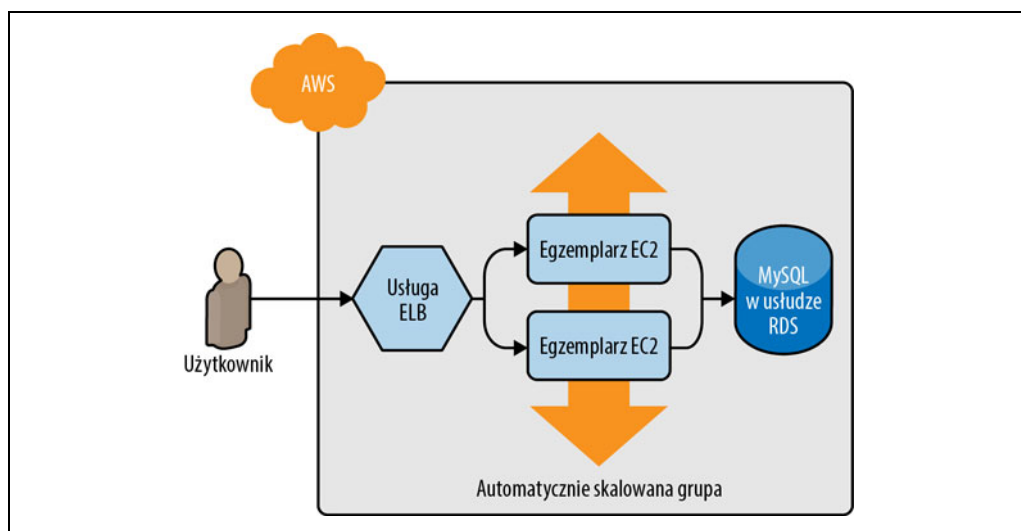 AWS
Użytkownik
Usługa
ELB
Egzemplarz EC2
Egzemplarz EC2
MySQL
w usłudze
RDS
Automatycznie skalowana grupa